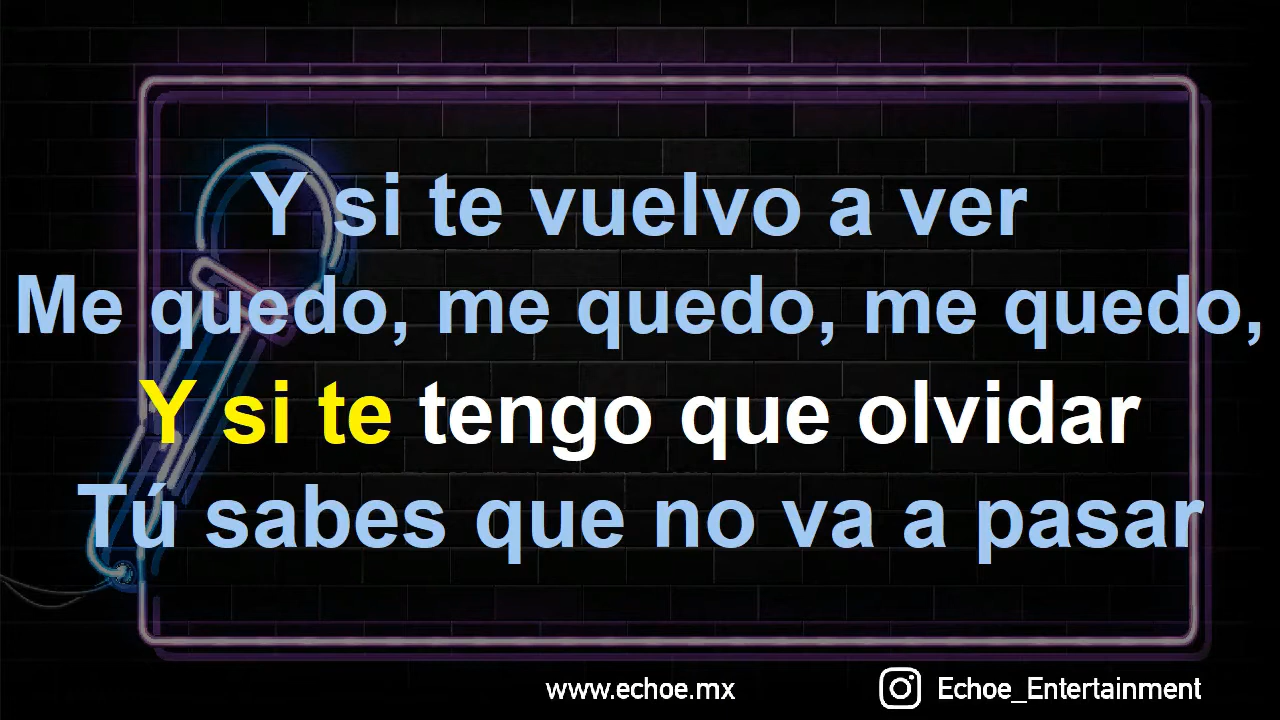 Y si te vuelvo a ver
Me quedo, me quedo, me quedo,
Y si te tengo que olvidar
Tú sabes que no va a pasar
www.echoe.mx
Echoe_Entertainment